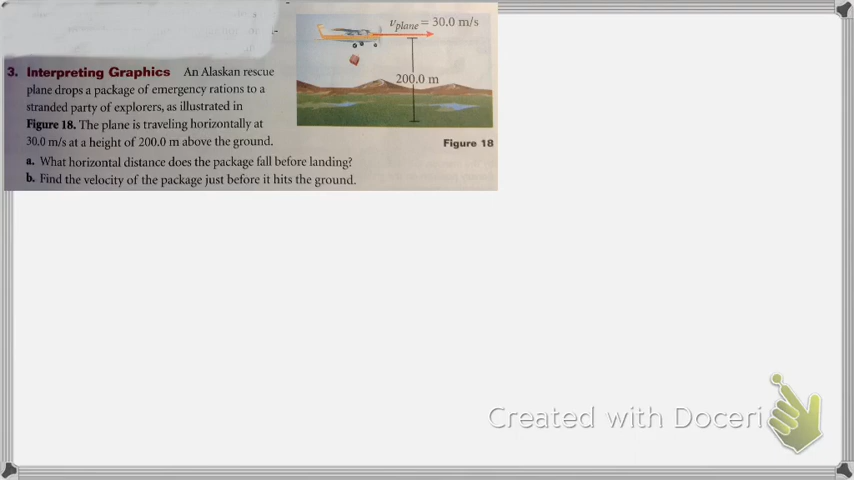 vplane = 30.0 m/s
200.0 m
3. Interpreting Graphics An Alaskan rescue
plane drops a package of emergency rations to a
stranded party of explorers, as illustrated in
Figure 18. The plane is traveling horizontally at
30.0 m/s at a height of 200.0 m above the ground.
Figure 18
a. What horizontal distance does the package fall before landing?
b. Find the velocity of the package just before it hits the ground.
Created with Doceri